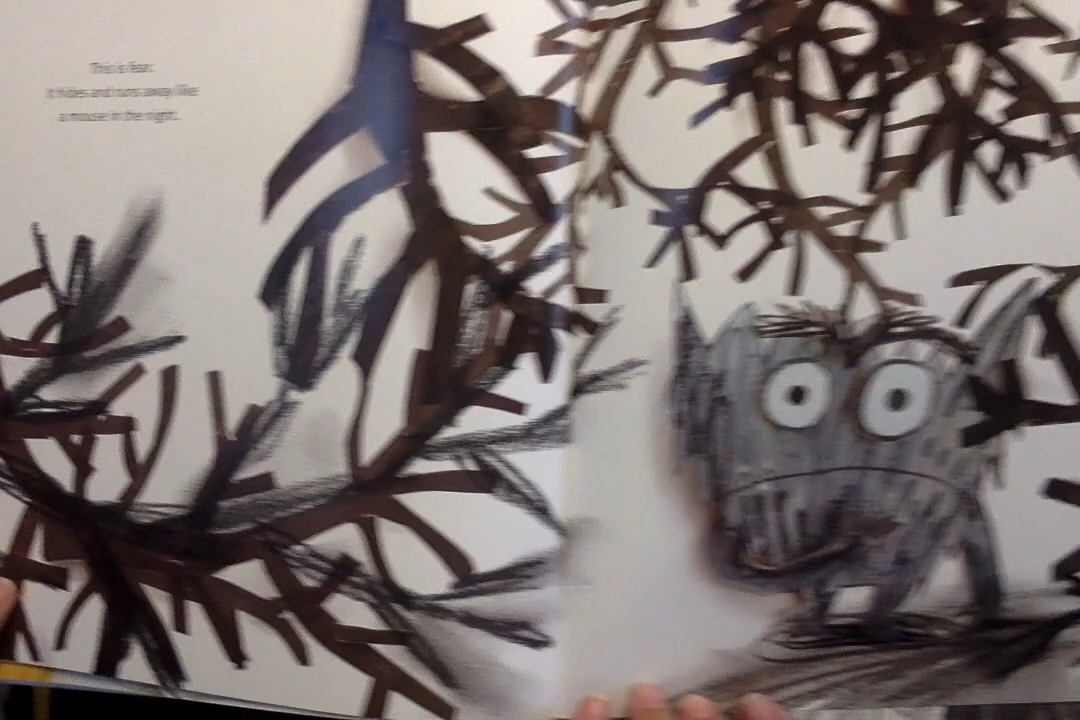 This is fear.
It hides and runs away like
a mouse in the night.